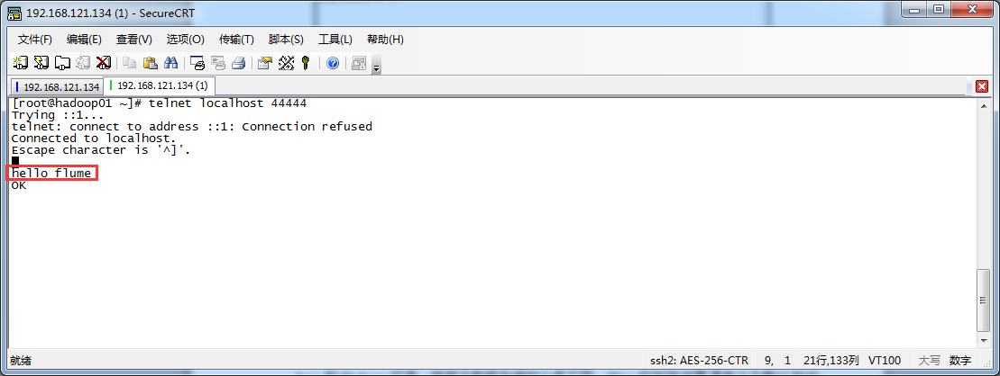 192.168.121.134 (1) - SecureCRT
文件(F) 编辑(E) 查看(V) 选项(O) 传输(T) 脚本(S) 工具(L) 帮助(H)
192.168.121.134 192.168.121.134 (1)
[root@hadoop01 ~]# telnet localhost 44444
Trying ::1...
telnet: connect to address ::1: Connection refused
Connected to localhost.
Escape character is '^]'.
hello flume
OK
就绪 ssh2: AES-256-CTR 9, 1 21行,133列 VT100 大写 数字